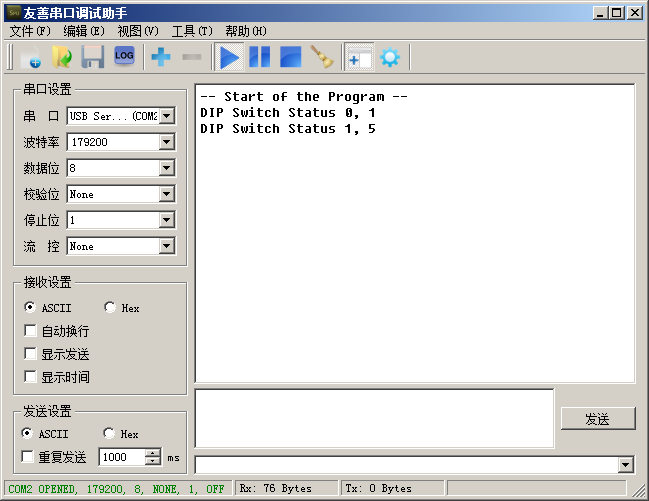 友善串口调试助手
文件(F) 编辑(E) 视图(V) 工具(T) 帮助(H)
LOG
串口设置
串 口 USB Ser...(COM2
波特率 179200
数据位 8
校验位 None
停止位 1
流 控 None
接收设置
ASCII Hex
自动换行
显示发送
显示时间
发送设置
ASCII Hex
重复发送 1000 ms
-- Start of the Program --
DIP Switch Status 0, 1
DIP Switch Status 1, 5
发送
COM2 OPENED, 179200, 8, NONE, 1, OFF Rx: 76 Bytes Tx: 0 Bytes